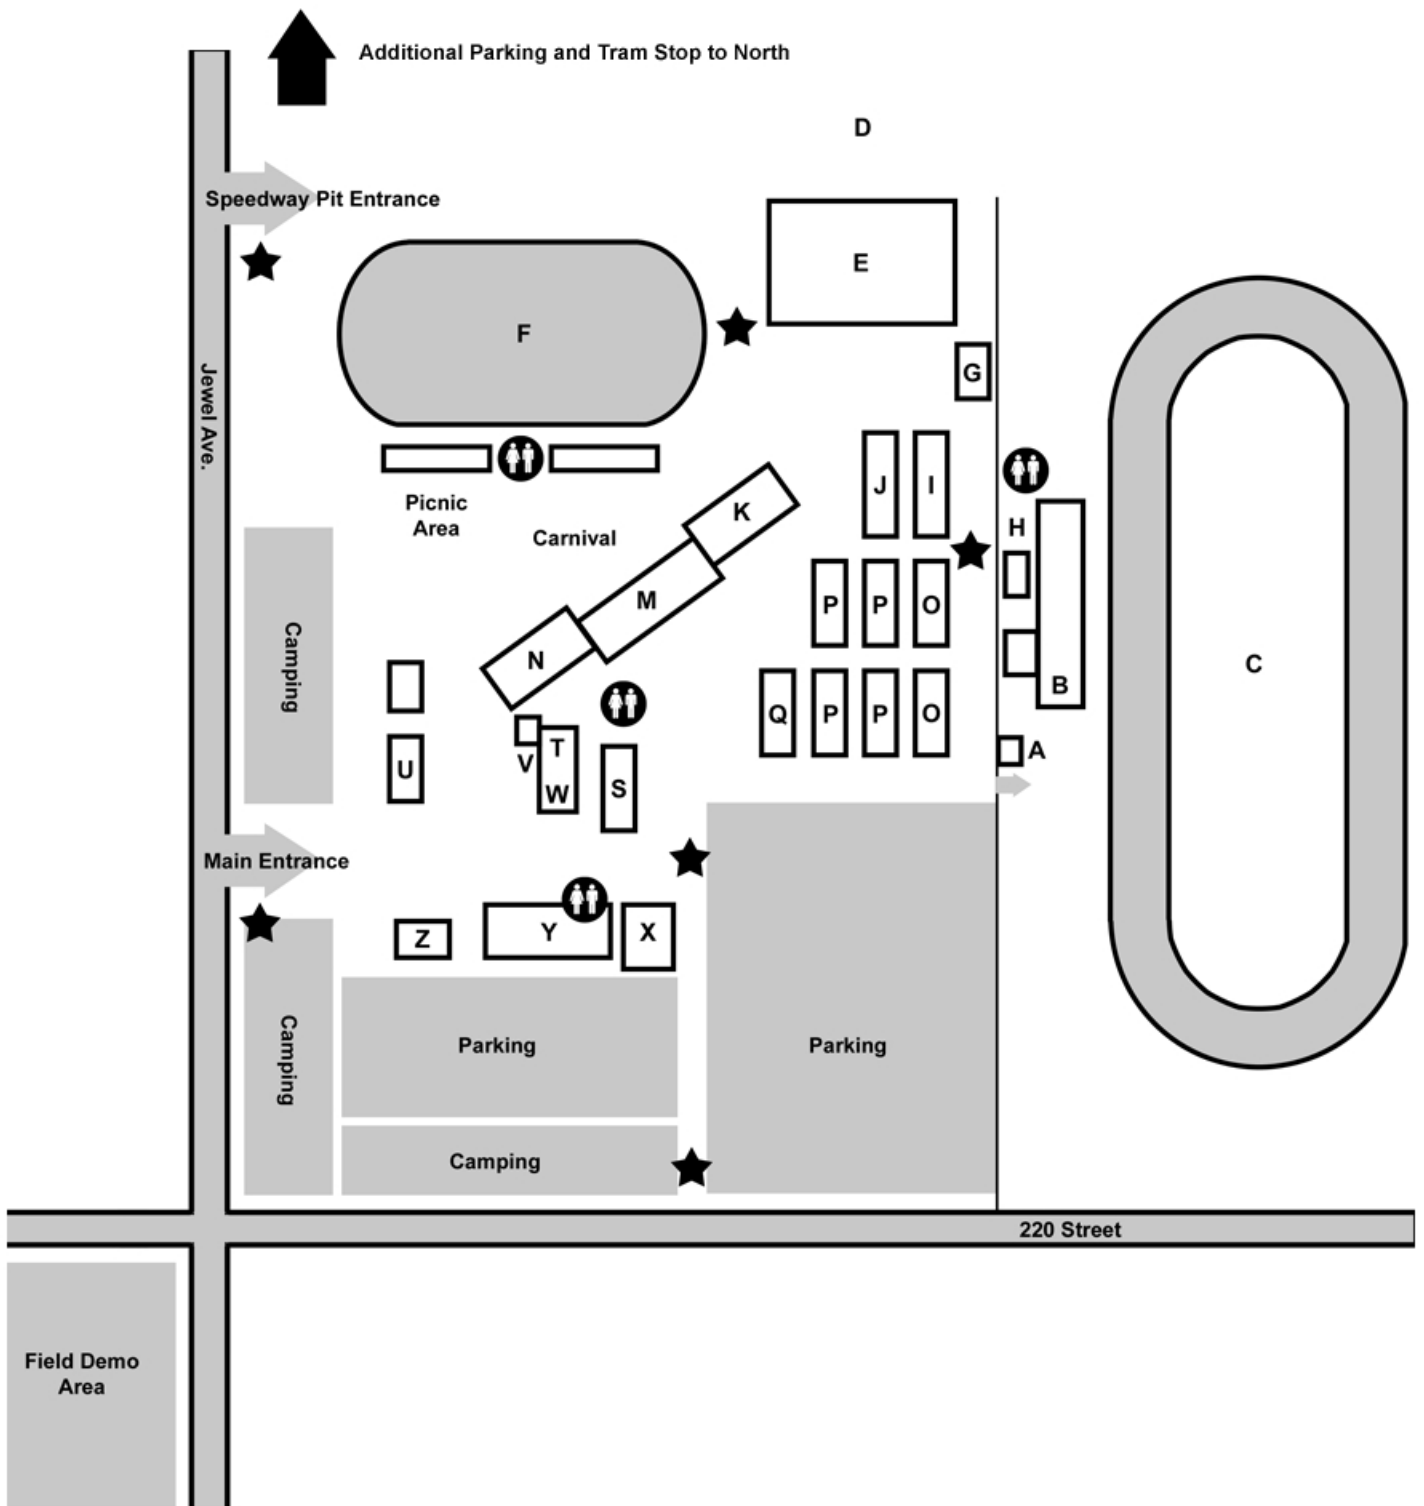 Additional Parking and Tram Stop to North
D
Speedway Pit Entrance
E
F
G
Jewel Ave.
J
I
Picnic
Area
Carnival
K
H
M
P
P
O
Camping
N
C
B
Q
P
P
O
T
V
W
U
S
A
Main Entrance
Z
Y
X
Camping
Parking
Parking
Camping
220 Street
Field Demo
Area